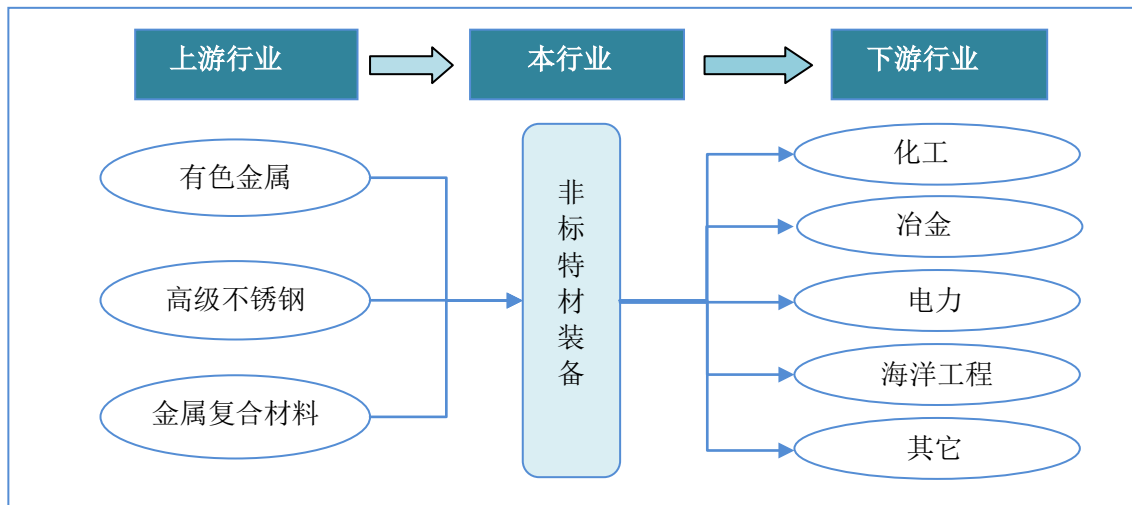 上游行业
本行业
下游行业
有色金属
高级不锈钢
金属复合材料
非
标
特
材
装
备
化工
冶金
电力
海洋工程
其它